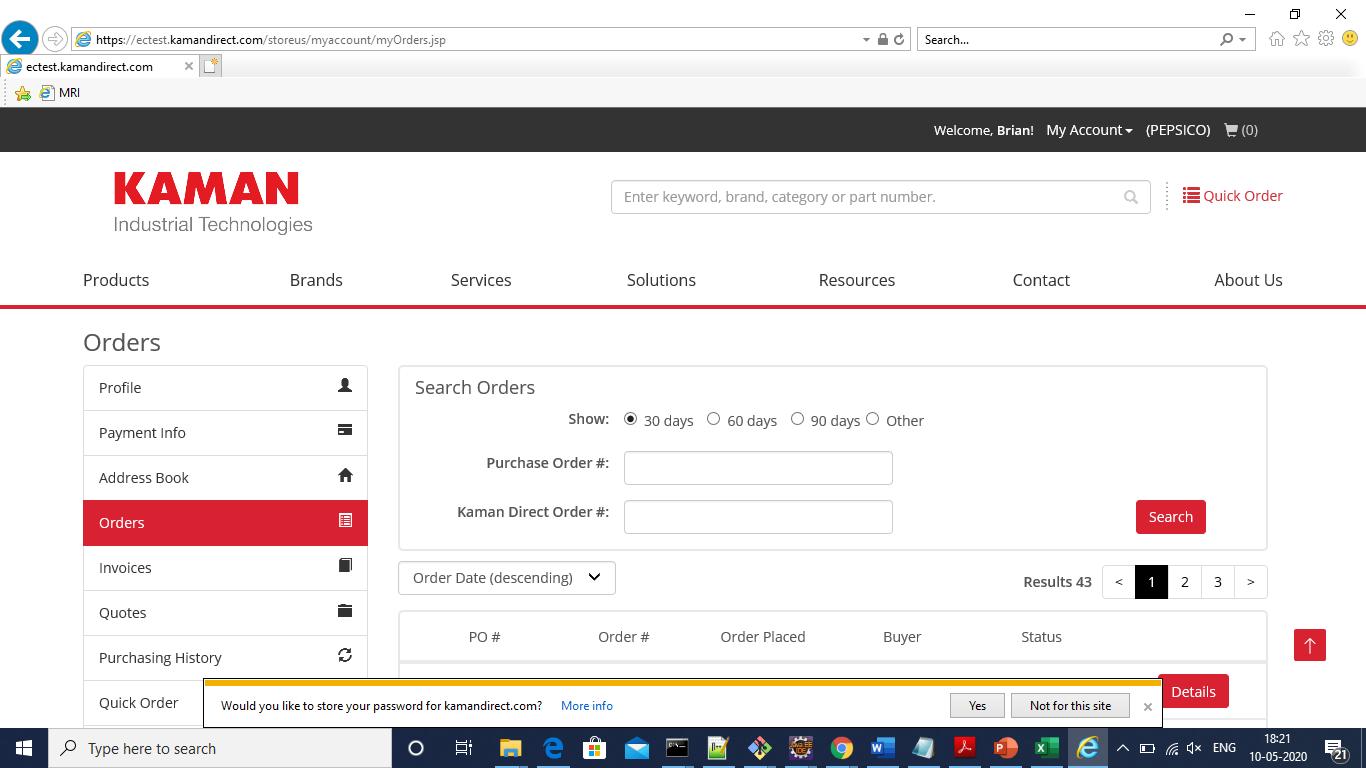 https://ectest.kamandirect.com/storeus/myaccount/myOrders.jsp
Search...
ectest.kamandirect.com
MRI
Welcome, Brian! My Account (PEPSICO) (0)
KAMAN
Industrial Technologies
Enter keyword, brand, category or part number.
Quick Order
Products Brands Services Solutions Resources Contact About Us
Orders
Profile
Payment Info
Address Book
Orders
Invoices
Quotes
Purchasing History
Quick Order
Search Orders
Show: 30 days 60 days 90 days Other
Purchase Order #:
Kaman Direct Order #:
Search
Order Date (descending)
Results 43 < 1 2 3 >
PO # Order # Order Placed Buyer Status
Details
Would you like to store your password for kamandirect.com? More info Yes Not for this site ×
Type here to search
ENG
18:21
10-05-2020
21